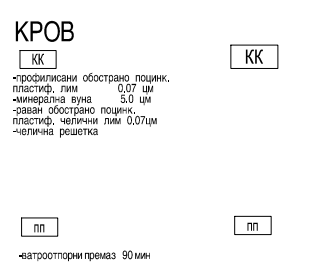 КРОВ
КК
КК
-профилисани обострано поцинк.
пластиф. лим 0,07 цм
-минерална вуна 5.0 цм
-раван обострано поцинк.
пластиф. челични лим 0,07цм
-челична решетка
пп
пп
-ватроотпорни премаз 90 мин